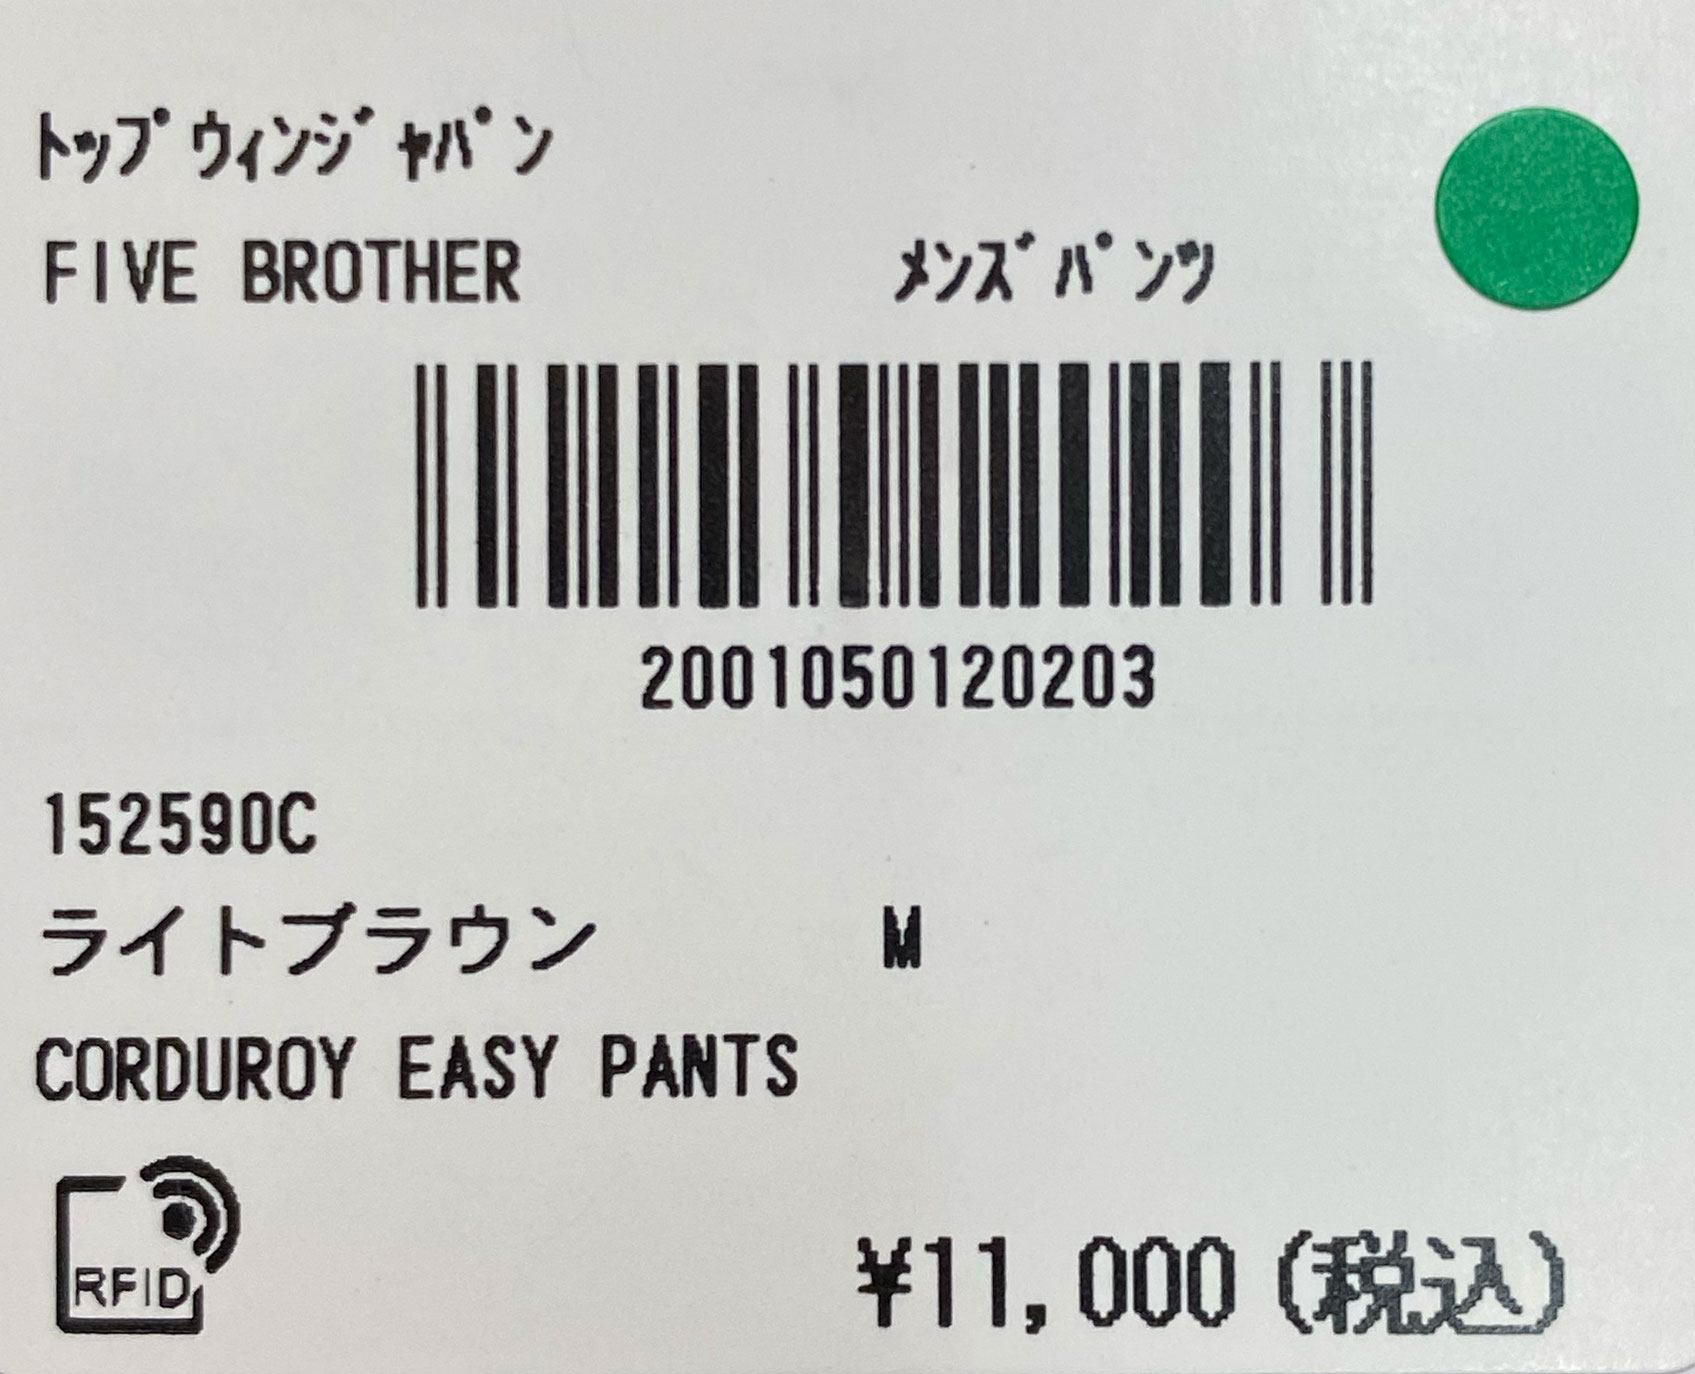 ﾄｯﾌﾟｳｨﾝｼﾞｬﾊﾟﾝ
FIVE BROTHER ﾒﾝｽﾞﾊﾟﾝﾂ
2001050120203
152590C
ライトブラウン M
CORDUROY EASY PANTS
RFID
¥11,000(税込)